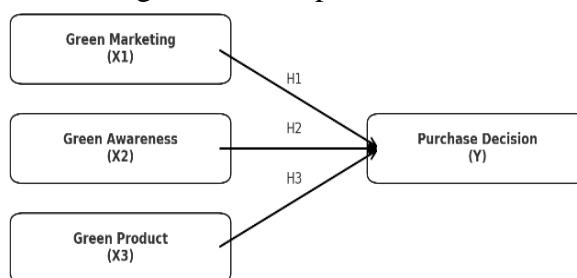 Green Marketing
(X1)
H1
Green Awareness
(X2)
H2
Purchase Decision
(Y)
H3
Green Product
(X3)